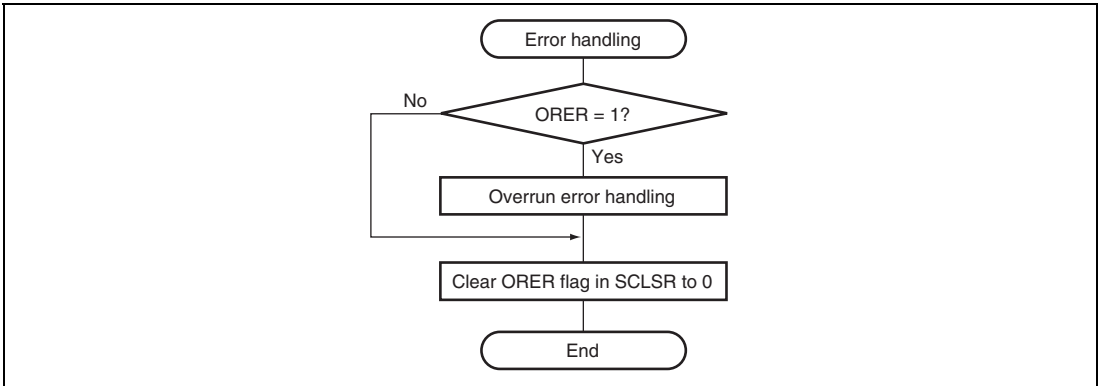 Error handling
No
ORER = 1?
Yes
Overrun error handling
Clear ORER flag in SCLSR to 0
End